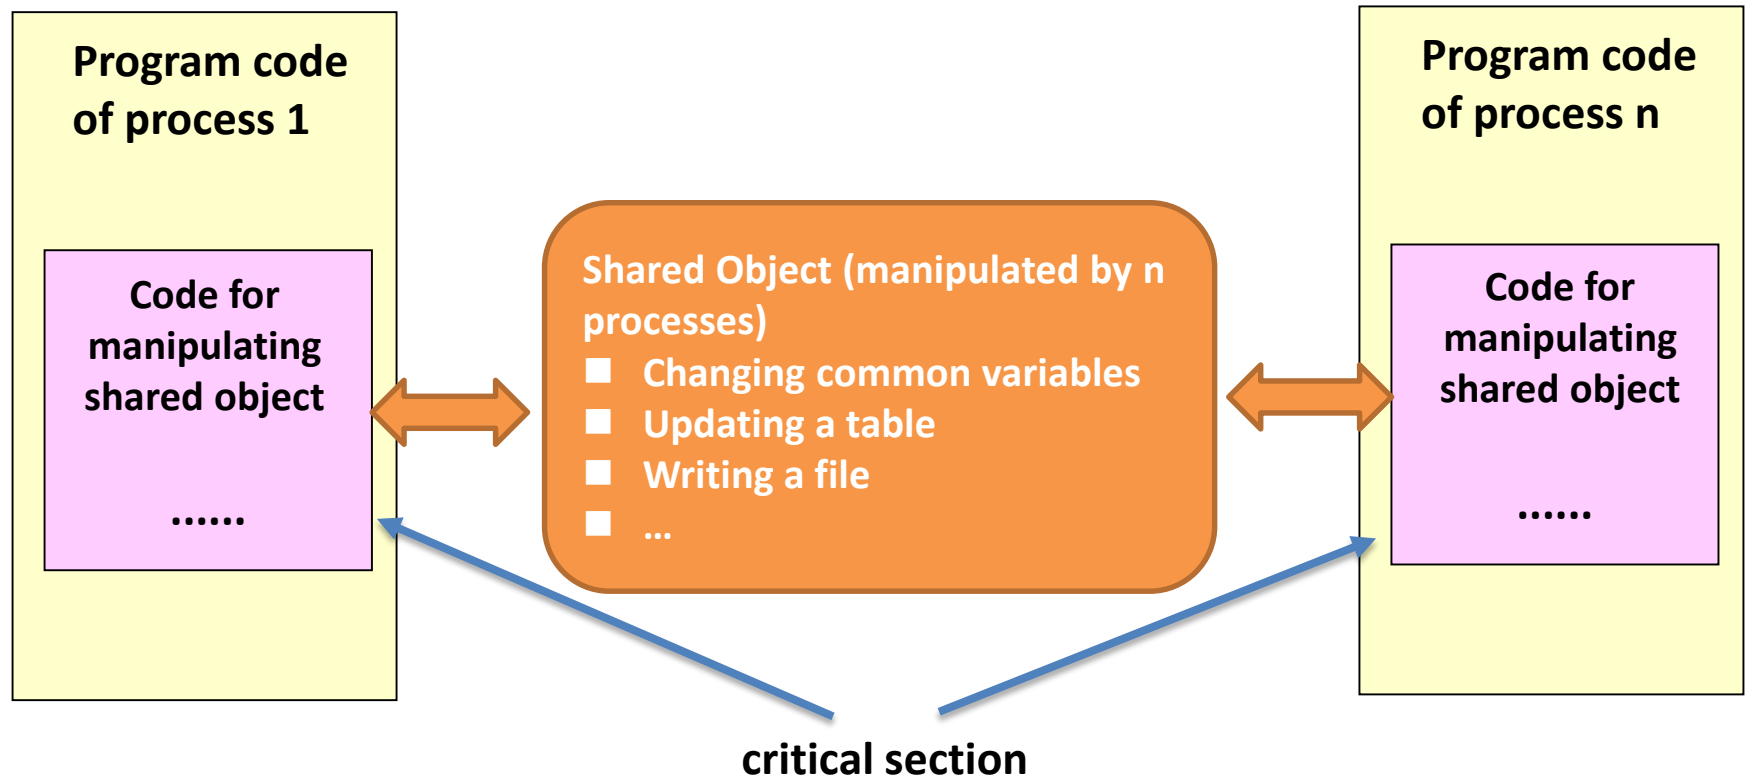 Program code
of process 1
Code for
manipulating
shared object
......
Shared Object (manipulated by n
processes)
Changing common variables
Updating a table
Writing a file
...
Program code
of process n
Code for
manipulating
shared object
......
critical section